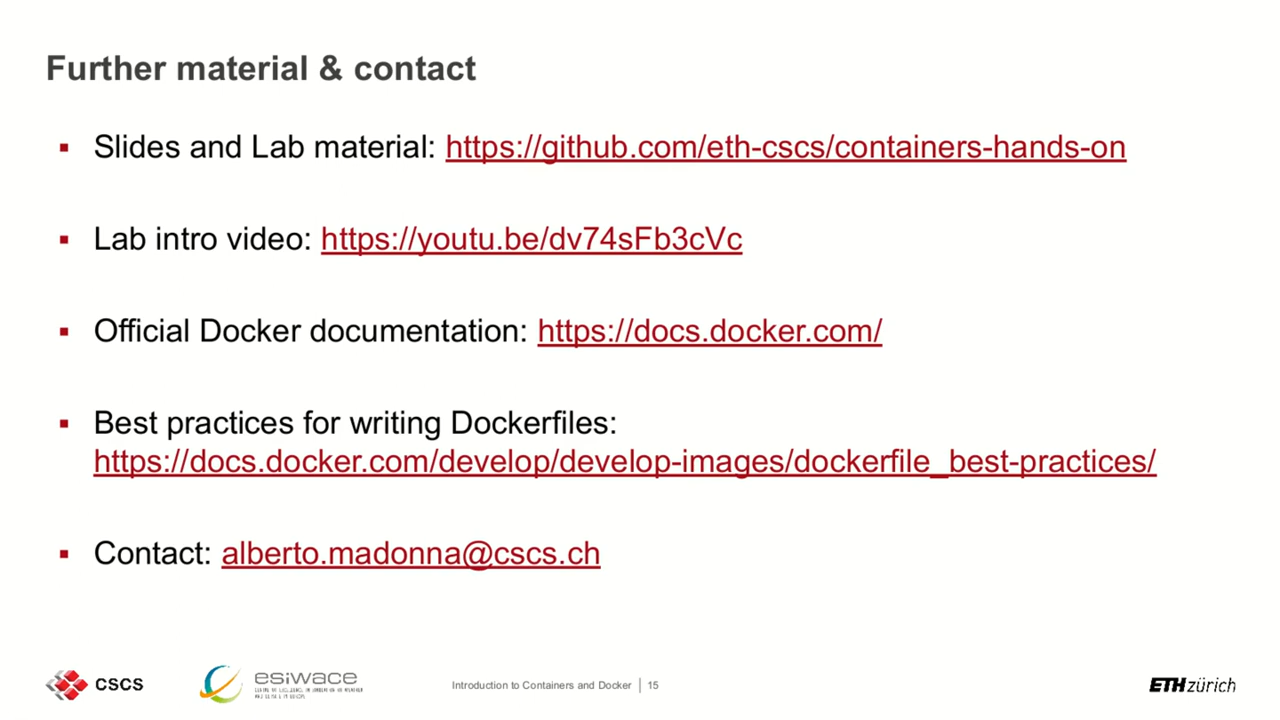 Further material & contact
Slides and Lab material: https://github.com/eth-cscs/containers-hands-on
Lab intro video: https://youtu.be/dv74sFb3cVc
Official Docker documentation: https://docs.docker.com/
Best practices for writing Dockerfiles:
https://docs.docker.com/develop/develop-images/dockerfile_best-practices/
Contact: alberto.madonna@cscs.ch
CSCS
esiwace
Introduction to Containers and Docker | 15
ETH zürich